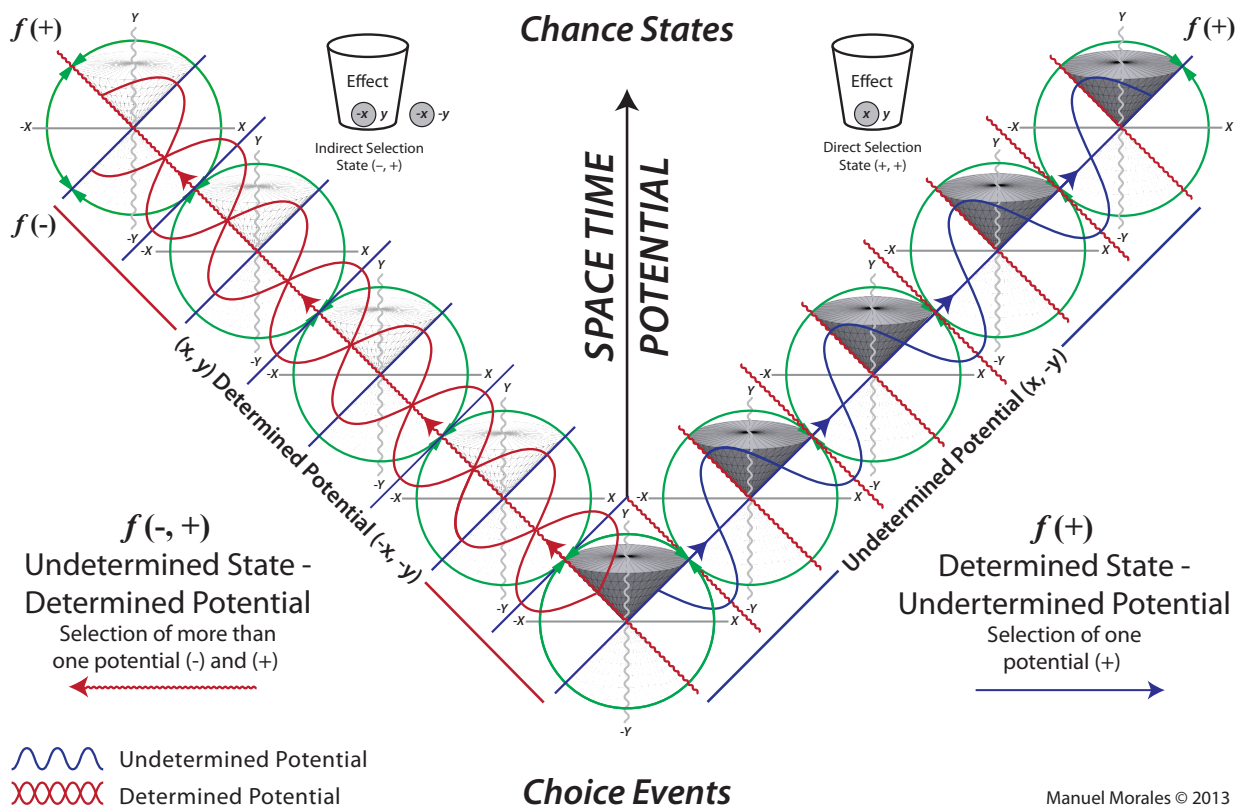 Chance States
f (+)
f (+)
Y
Y
Effect
-x y
-x -y
Indirect Selection
State (–, +)
Effect
x y
Direct Selection
State (+, +)
-X
X
-X
X
SPACE TIME
POTENTIAL
f (-)
-Y
Y
-Y
Y
-X
X
-X
X
-Y
Y
-Y
Y
-X
X
-X
X
(x, y) Determined Potential (-x, -y)
Undetermined Potential (x, -y)
-Y
Y
-Y
Y
-X
X
-X
X
-Y
Y
-Y
-X
X
-Y
f (-, +)
Undetermined State -
Determined Potential
Selection of more than
one potential (-) and (+)
f (+)
Determined State -
Undertermined Potential
Selection of one
potential (+)
Undetermined Potential
Determined Potential
Choice Events
Manuel Morales © 2013